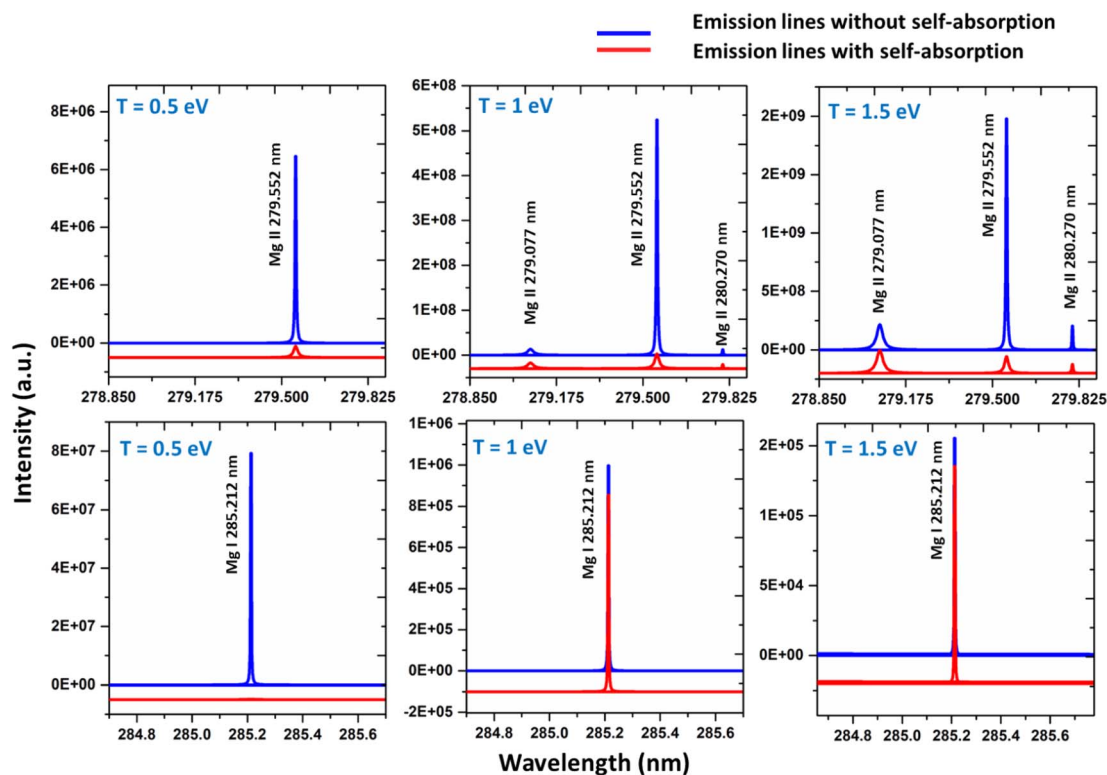 Emission lines without self-absorption
Emission lines with self-absorption
Intensity (a.u.)
T = 0.5 eV
8E+06
6E+06
4E+06
2E+06
0E+00
Mg II 279.552 nm
278.850 279.175 279.500 279.825
T = 1 eV
6E+08
5E+08
4E+08
3E+08
2E+08
1E+08
0E+00
Mg II 279.077 nm
Mg II 279.552 nm
Mg II 280.270 nm
278.850 279.175 279.500 279.825
T = 1.5 eV
2E+09
2E+09
1E+09
5E+08
0E+00
Mg II 279.077 nm
Mg II 279.552 nm
Mg II 280.270 nm
278.850 279.175 279.500 279.825
T = 0.5 eV
8E+07
6E+07
4E+07
2E+07
0E+00
Mg I 285.212 nm
284.8 285.0 285.2 285.4 285.6
T = 1 eV
1E+06
1E+06
8E+05
6E+05
4E+05
2E+05
0E+00
-2E+05
Mg I 285.212 nm
284.8 285.0 285.2 285.4 285.6
T = 1.5 eV
2E+05
1E+05
5E+04
0E+00
Mg I 285.212 nm
284.8 285.0 285.2 285.4 285.6
Wavelength (nm)